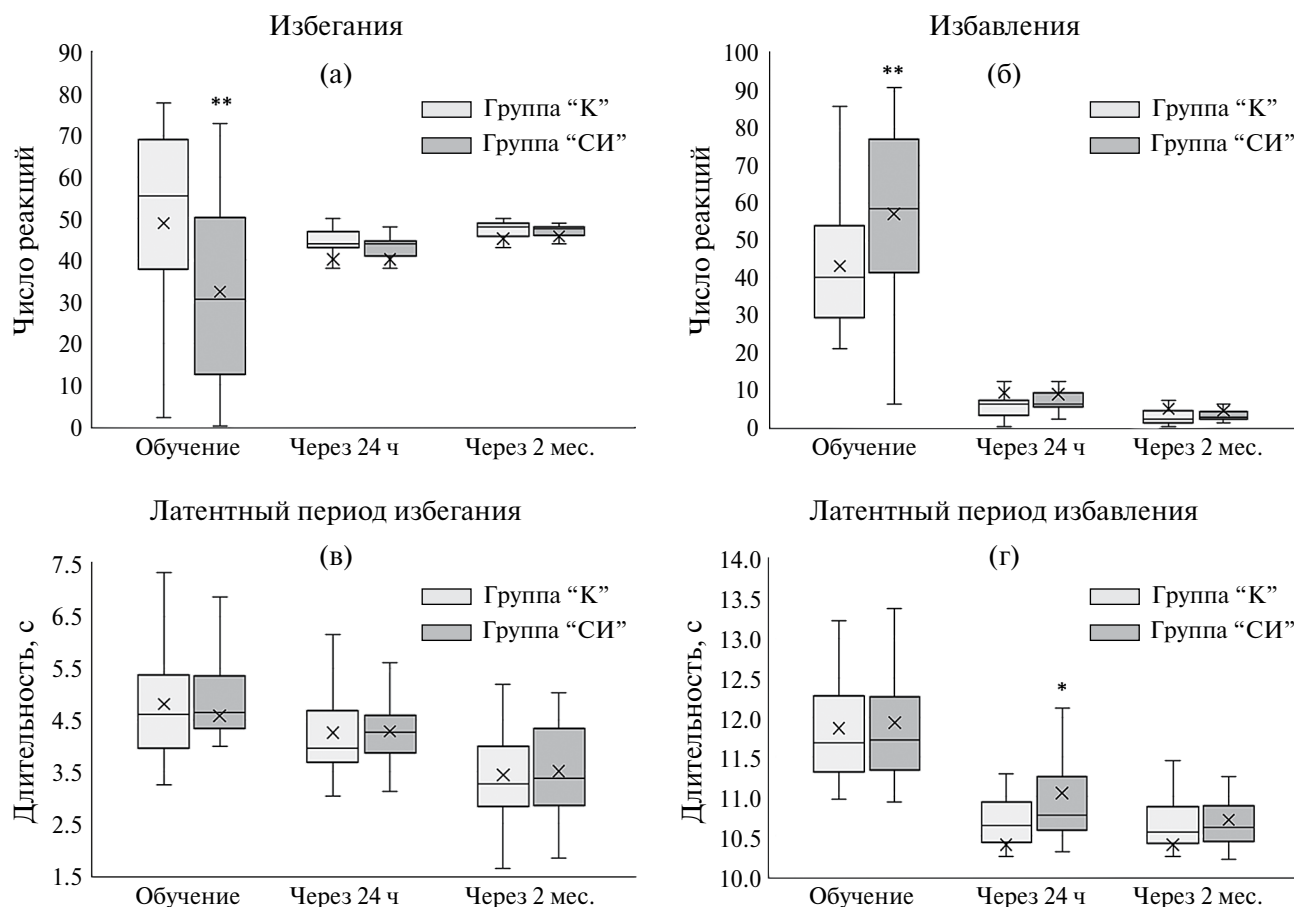 Избегания
(а)
Число реакций
90
80
70
60
50
40
30
20
10
0
**
Группа “К”
Группа “СИ”
Обучение
Через 24 ч
Через 2 мес.
Избавления
(б)
Число реакций
100
90
80
70
60
50
40
30
20
10
0
**
Группа “К”
Группа “СИ”
Обучение
Через 24 ч
Через 2 мес.
Латентный период избегания
(в)
Длительность, с
7.5
6.5
5.5
4.5
3.5
2.5
1.5
Группа “К”
Группа “СИ”
Обучение
Через 24 ч
Через 2 мес.
Латентный период избавления
(г)
Длительность, с
14.0
13.5
13.0
12.5
12.0
11.5
11.0
10.5
10.0
*
Группа “К”
Группа “СИ”
Обучение
Через 24 ч
Через 2 мес.